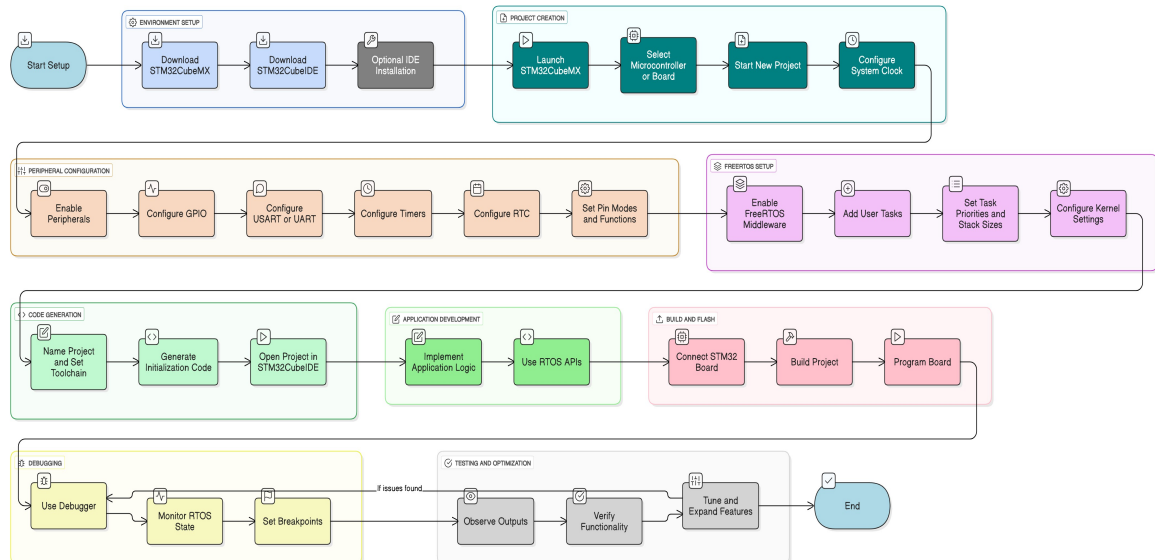 ENVIRONMENT SETUP
PROJECT CREATION
Start Setup
Download
STM32CubeMX
Download
STM32CubeIDE
Optional IDE
Installation
Launch
STM32CubeMX
Select
Microcontroller
or Board
Start New Project
Configure
System Clock
PERIPHERAL CONFIGURATION
FREERTOS SETUP
Enable
Peripherals
Configure GPIO
Configure
USART or UART
Configure Timers
Configure RTC
Set Pin Modes
and Functions
Enable
FreeRTOS
Middleware
Add User Tasks
Set Task
Priorities and
Stack Sizes
Configure Kernel
Settings
CODE GENERATION
APPLICATION DEVELOPMENT
BUILD AND FLASH
Name Project
and Set
Toolchain
Generate
Initialization Code
Open Project in
STM32CubeIDE
Implement
Application Logic
Use RTOS APIs
Connect STM32
Board
Build Project
Program Board
DEBUGGING
TESTING AND OPTIMIZATION
If issues found
Use Debugger
Monitor RTOS
State
Set Breakpoints
Observe Outputs
Verify
Functionality
Tune and
Expand Features
End